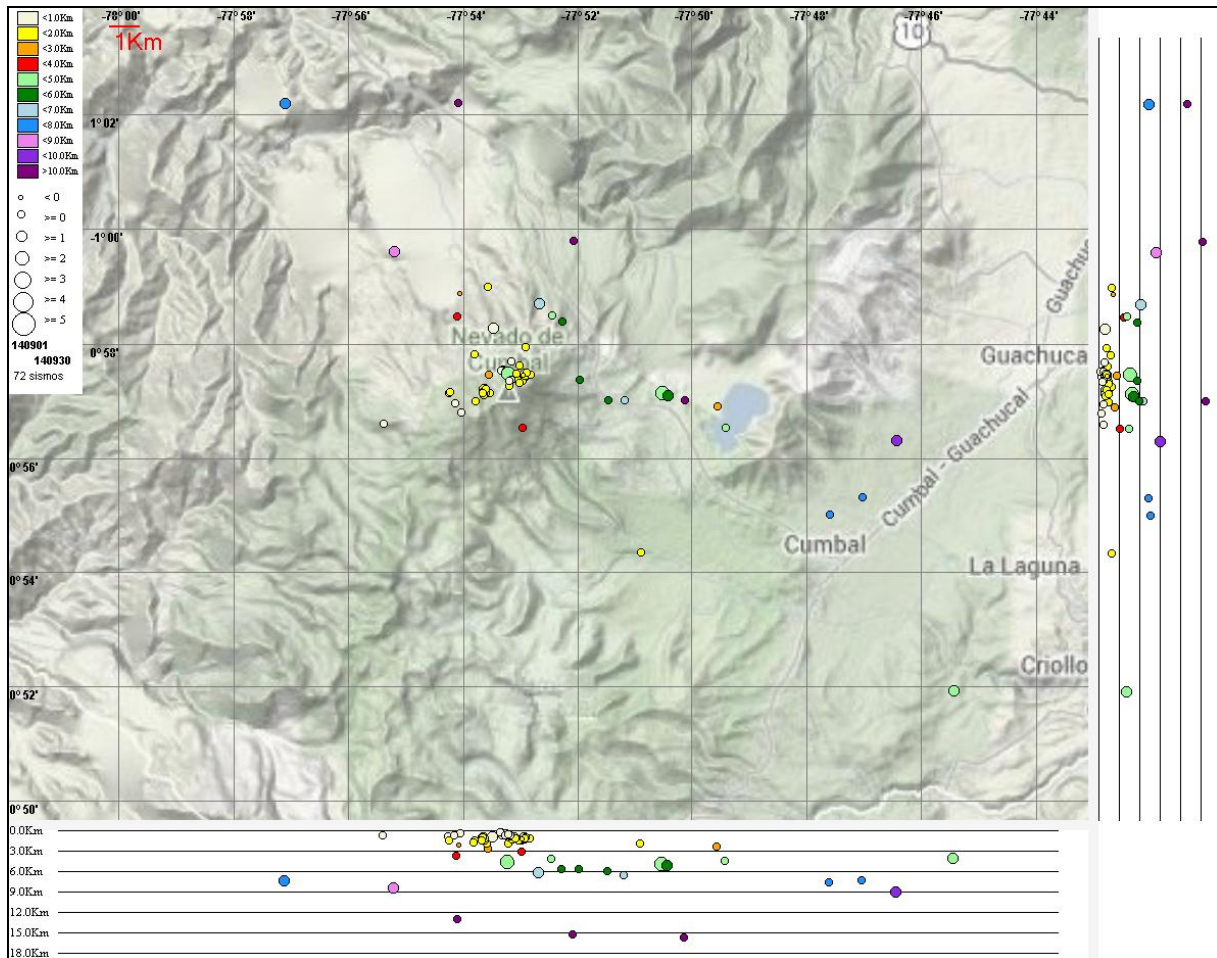 <1.0Km
<2.0Km
<3.0Km
<4.0Km
<5.0Km
<6.0Km
<7.0Km
<8.0Km
<9.0Km
<10.0Km
>10.0Km
< 0
>= 0
>= 1
>= 2
>= 3
>= 4
>= 5
140901
140930
72 sismos
-78° 00' -77° 58' -77° 56' -77° 54' -77° 52' -77° 50' -77° 48' -77° 46' -77° 44'
1Km
10
1° 02'
-1° 00'
0° 58'
0° 56'
0° 54'
0° 52'
0° 50'
Nevado de
Cumbal
Guachuc
Guachuca
Cumbal - Guachucal
Cumbal
La Laguna
Criollo
0.0Km
3.0Km
6.0Km
9.0Km
12.0Km
15.0Km
18.0Km